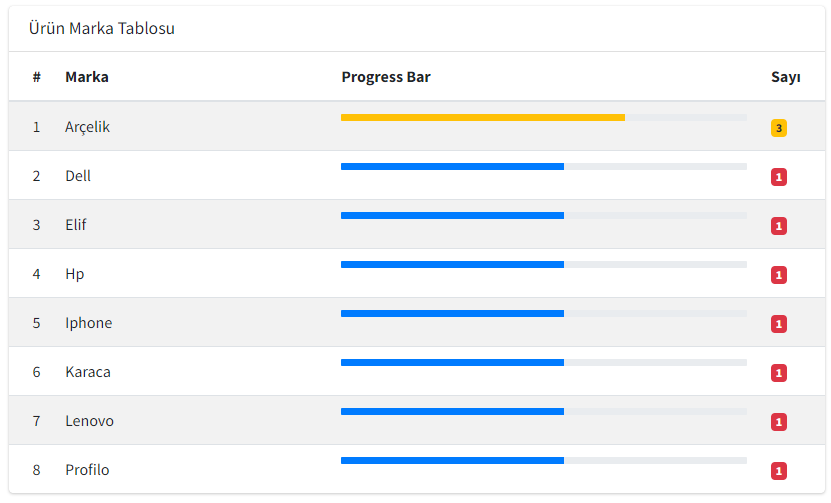 Ürün Marka Tablosu
# Marka Progress Bar Sayı
1 Arçelik 3
2 Dell 1
3 Elif 1
4 Hp 1
5 Iphone 1
6 Karaca 1
7 Lenovo 1
8 Profilo 1